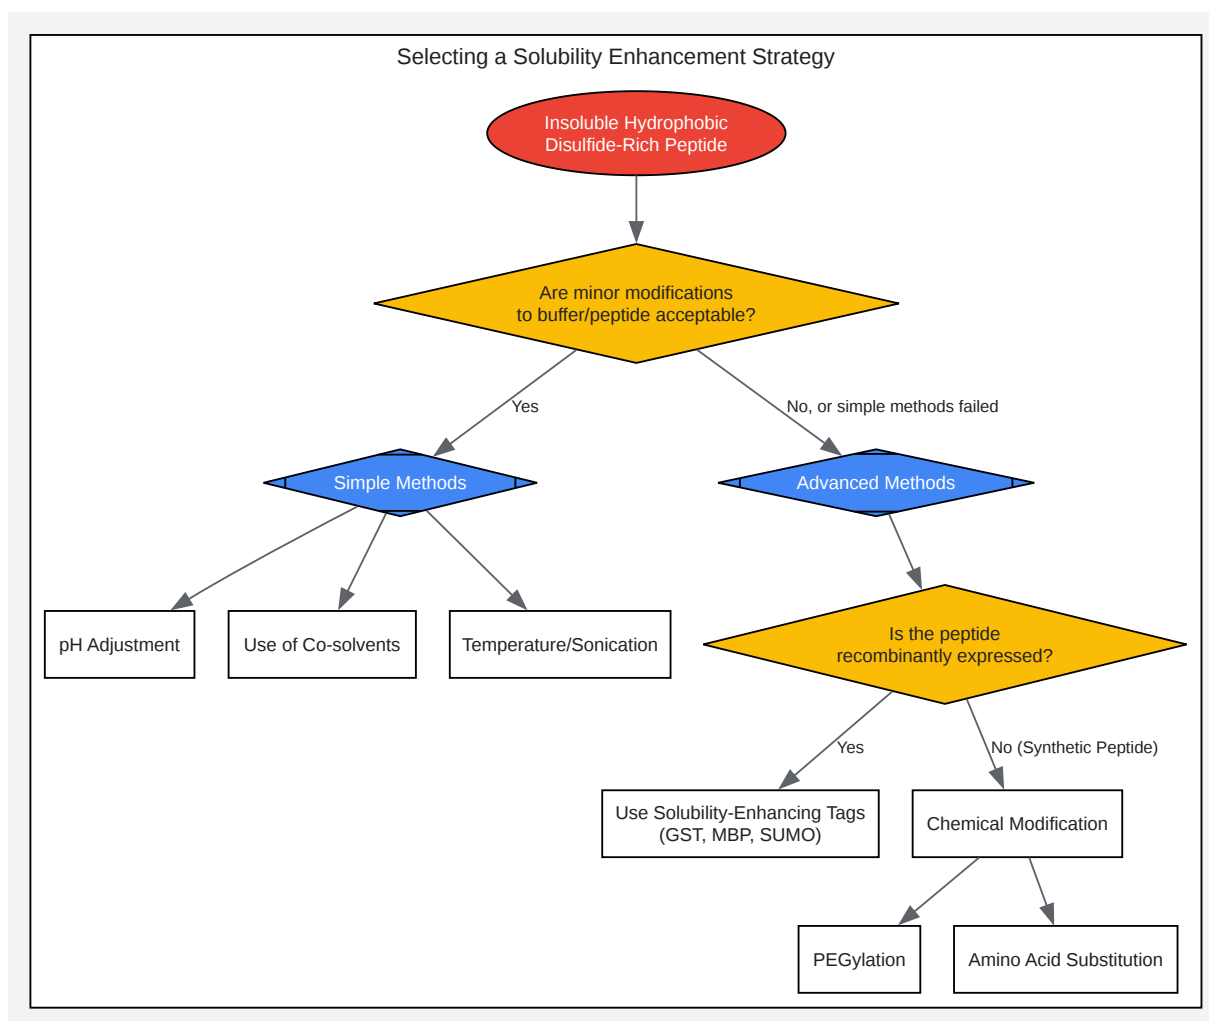 Selecting a Solubility Enhancement Strategy
Insoluble Hydrophobic
Disulfide-Rich Peptide
Are minor modifications
to buffer/peptide acceptable?
Yes
No, or simple methods failed
Simple Methods
Advanced Methods
pH Adjustment
Use of Co-solvents
Temperature/Sonication
Is the peptide
recombinantly expressed?
Yes
No (Synthetic Peptide)
Use Solubility-Enhancing Tags
(GST, MBP, SUMO)
Chemical Modification
PEGylation
Amino Acid Substitution